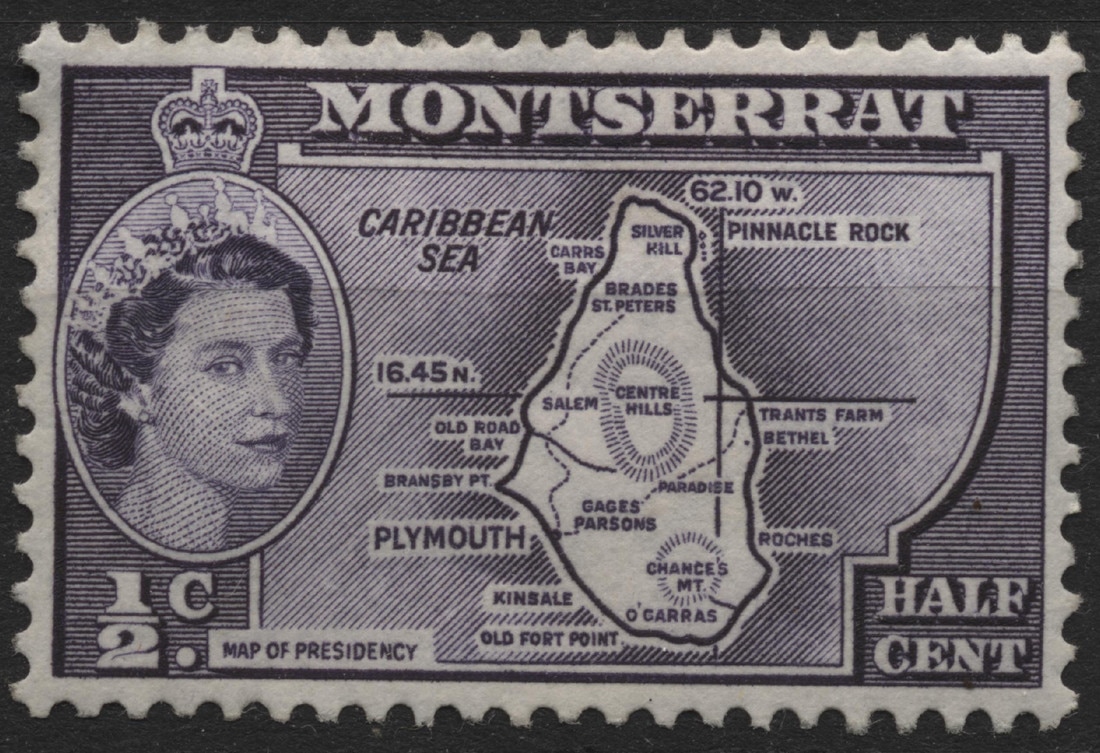 MONTSERRAT
62.10 W.
CARIBBEAN
SEA
PINNACLE ROCK
SILVER
HILL
CARRS
BAY
BRADES
ST. PETERS
16.45 N.
CENTRE
HILLS
SALEM
TRANTS FARM
OLD ROAD
BAY
BETHEL
BRANSBY PT.
PARADISE
GAGES
PARSONS
PLYMOUTH
ROCHES
CHANCES
MT.
KINSALE
O'GARRAS
OLD FORT POINT
MAP OF PRESIDENCY
1/2 c.
HALF
CENT